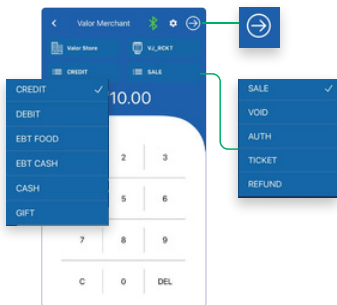 Valor Merchant
Valor Store
VJ_RCKT
CREDIT
SALE
10.00
CREDIT
DEBIT
EBT FOOD
EBT CASH
CASH
GIFT
SALE
VOID
AUTH
TICKET
REFUND
2 3
5 6
7 8 9
C 0 DEL